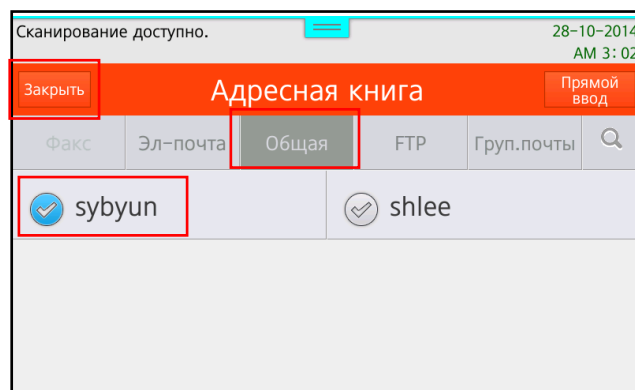 Сканирование доступно.
28-10-2014
AM 3:02
Закрыть
Адресная книга
Прямой
ввод
Факс
Эл-почта
Общая
FTP
Груп.почты
sybyun
shlee